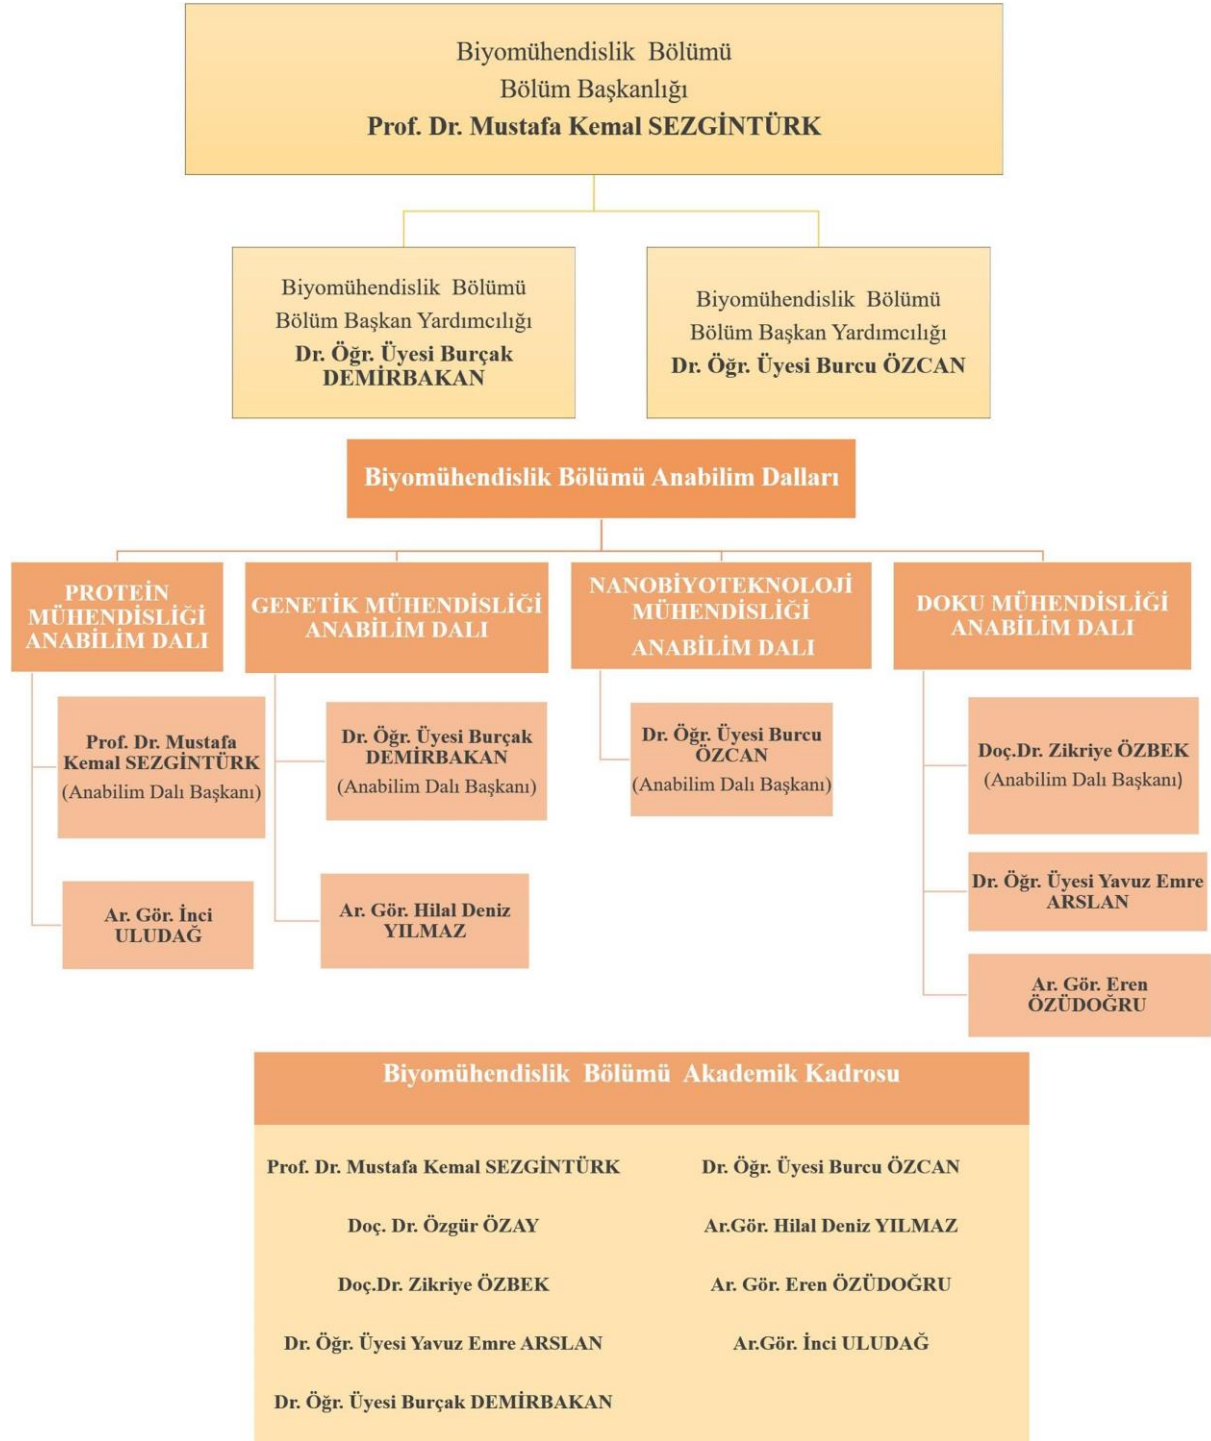 Biyomühendislik Bölümü
Bölüm Başkanlığı
Prof. Dr. Mustafa Kemal SEZGİNTÜRK
Biyomühendislik Bölümü
Bölüm Başkan Yardımcılığı
Dr. Öğr. Üyesi Burçak
DEMİRBAKAN
Biyomühendislik Bölümü
Bölüm Başkan Yardımcılığı
Dr. Öğr. Üyesi Burcu ÖZCAN
Biyomühendislik Bölümü Anabilim Dalları
PROTEİN
MÜHENDİSLİĞİ
ANABİLİM DALI
Prof. Dr. Mustafa
Kemal SEZGİNTÜRK
(Anabilim Dalı Başkanı)
Ar. Gör. İnci
ULUDAĞ
GENETİK MÜHENDİSLİĞİ
ANABİLİM DALI
Dr. Öğr. Üyesi Burçak
DEMİRBAKAN
(Anabilim Dalı Başkanı)
Ar. Gör. Hilal Deniz
YILMAZ
NANOBİYOTEKNOLOJİ
MÜHENDİSLİĞİ
ANABİLİM DALI
Dr. Öğr. Üyesi Burcu
ÖZCAN
(Anabilim Dalı Başkanı)
DOKU MÜHENDİSLİĞİ
ANABİLİM DALI
Doç.Dr. Zikriye ÖZBEK
(Anabilim Dalı Başkanı)
Dr. Öğr. Üyesi Yavuz Emre
ARSLAN
Ar. Gör. Eren
ÖZÜDOĞRU
Biyomühendislik Bölümü Akademik Kadrosu
Prof. Dr. Mustafa Kemal SEZGİNTÜRK
Doç. Dr. Özgür ÖZAY
Doç.Dr. Zikriye ÖZBEK
Dr. Öğr. Üyesi Yavuz Emre ARSLAN
Dr. Öğr. Üyesi Burçak DEMİRBAKAN
Dr. Öğr. Üyesi Burcu ÖZCAN
Ar.Gör. Hilal Deniz YILMAZ
Ar. Gör. Eren ÖZÜDOĞRU
Ar.Gör. İnci ULUDAĞ